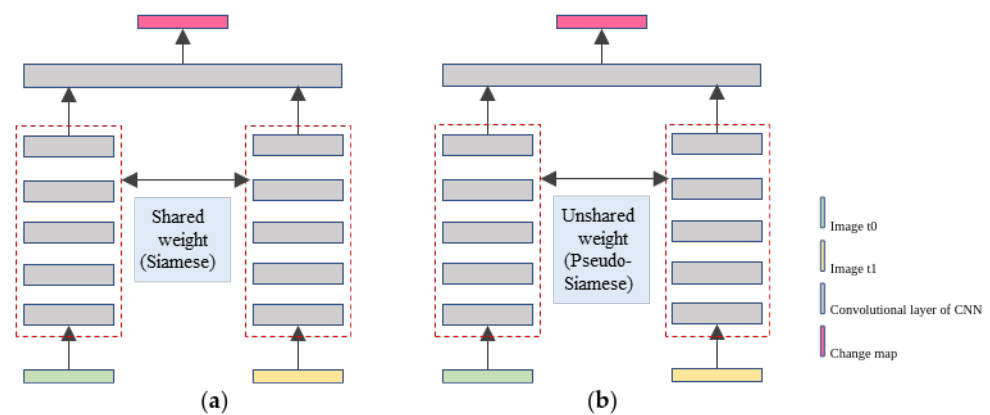 Shared
weight
(Siamese)
Unshared
weight
(Pseudo-
Siamese)
Image t0
Image t1
Convolutional layer of CNN
Change map
(a)
(b)